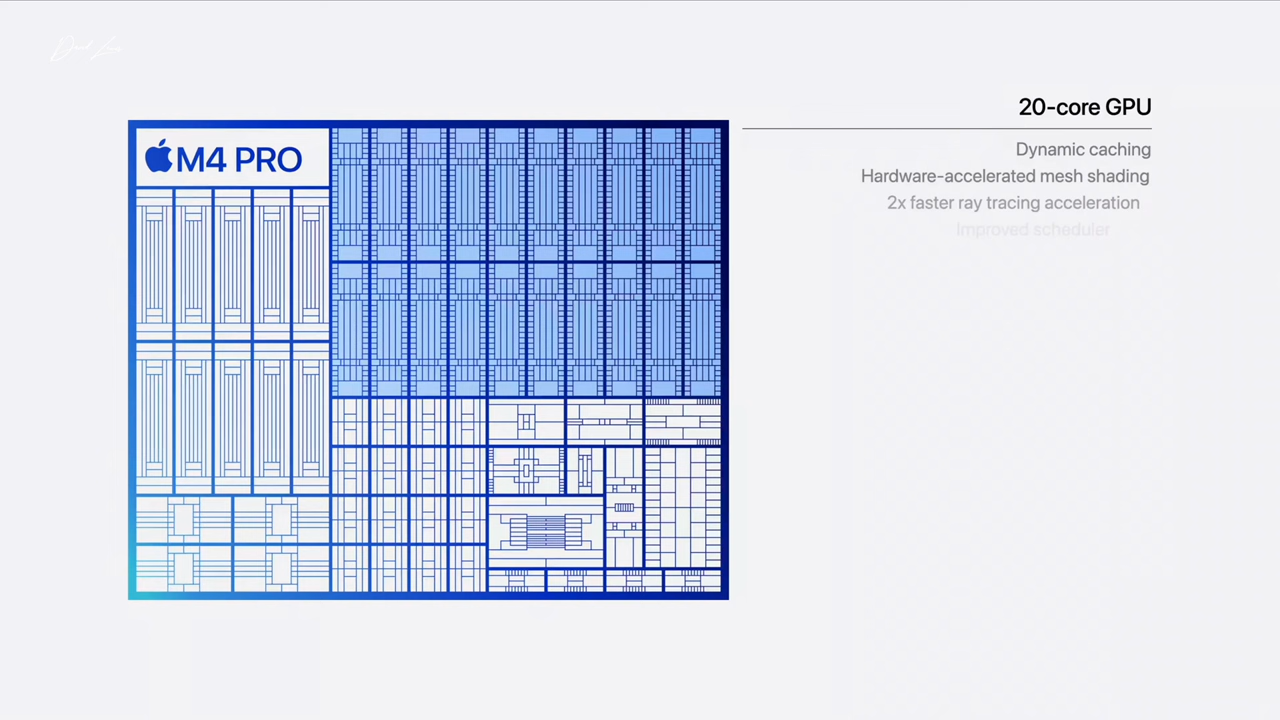 M4 PRO
20-core GPU
Dynamic caching
Hardware-accelerated mesh shading
2x faster ray tracing acceleration
Improved scheduler